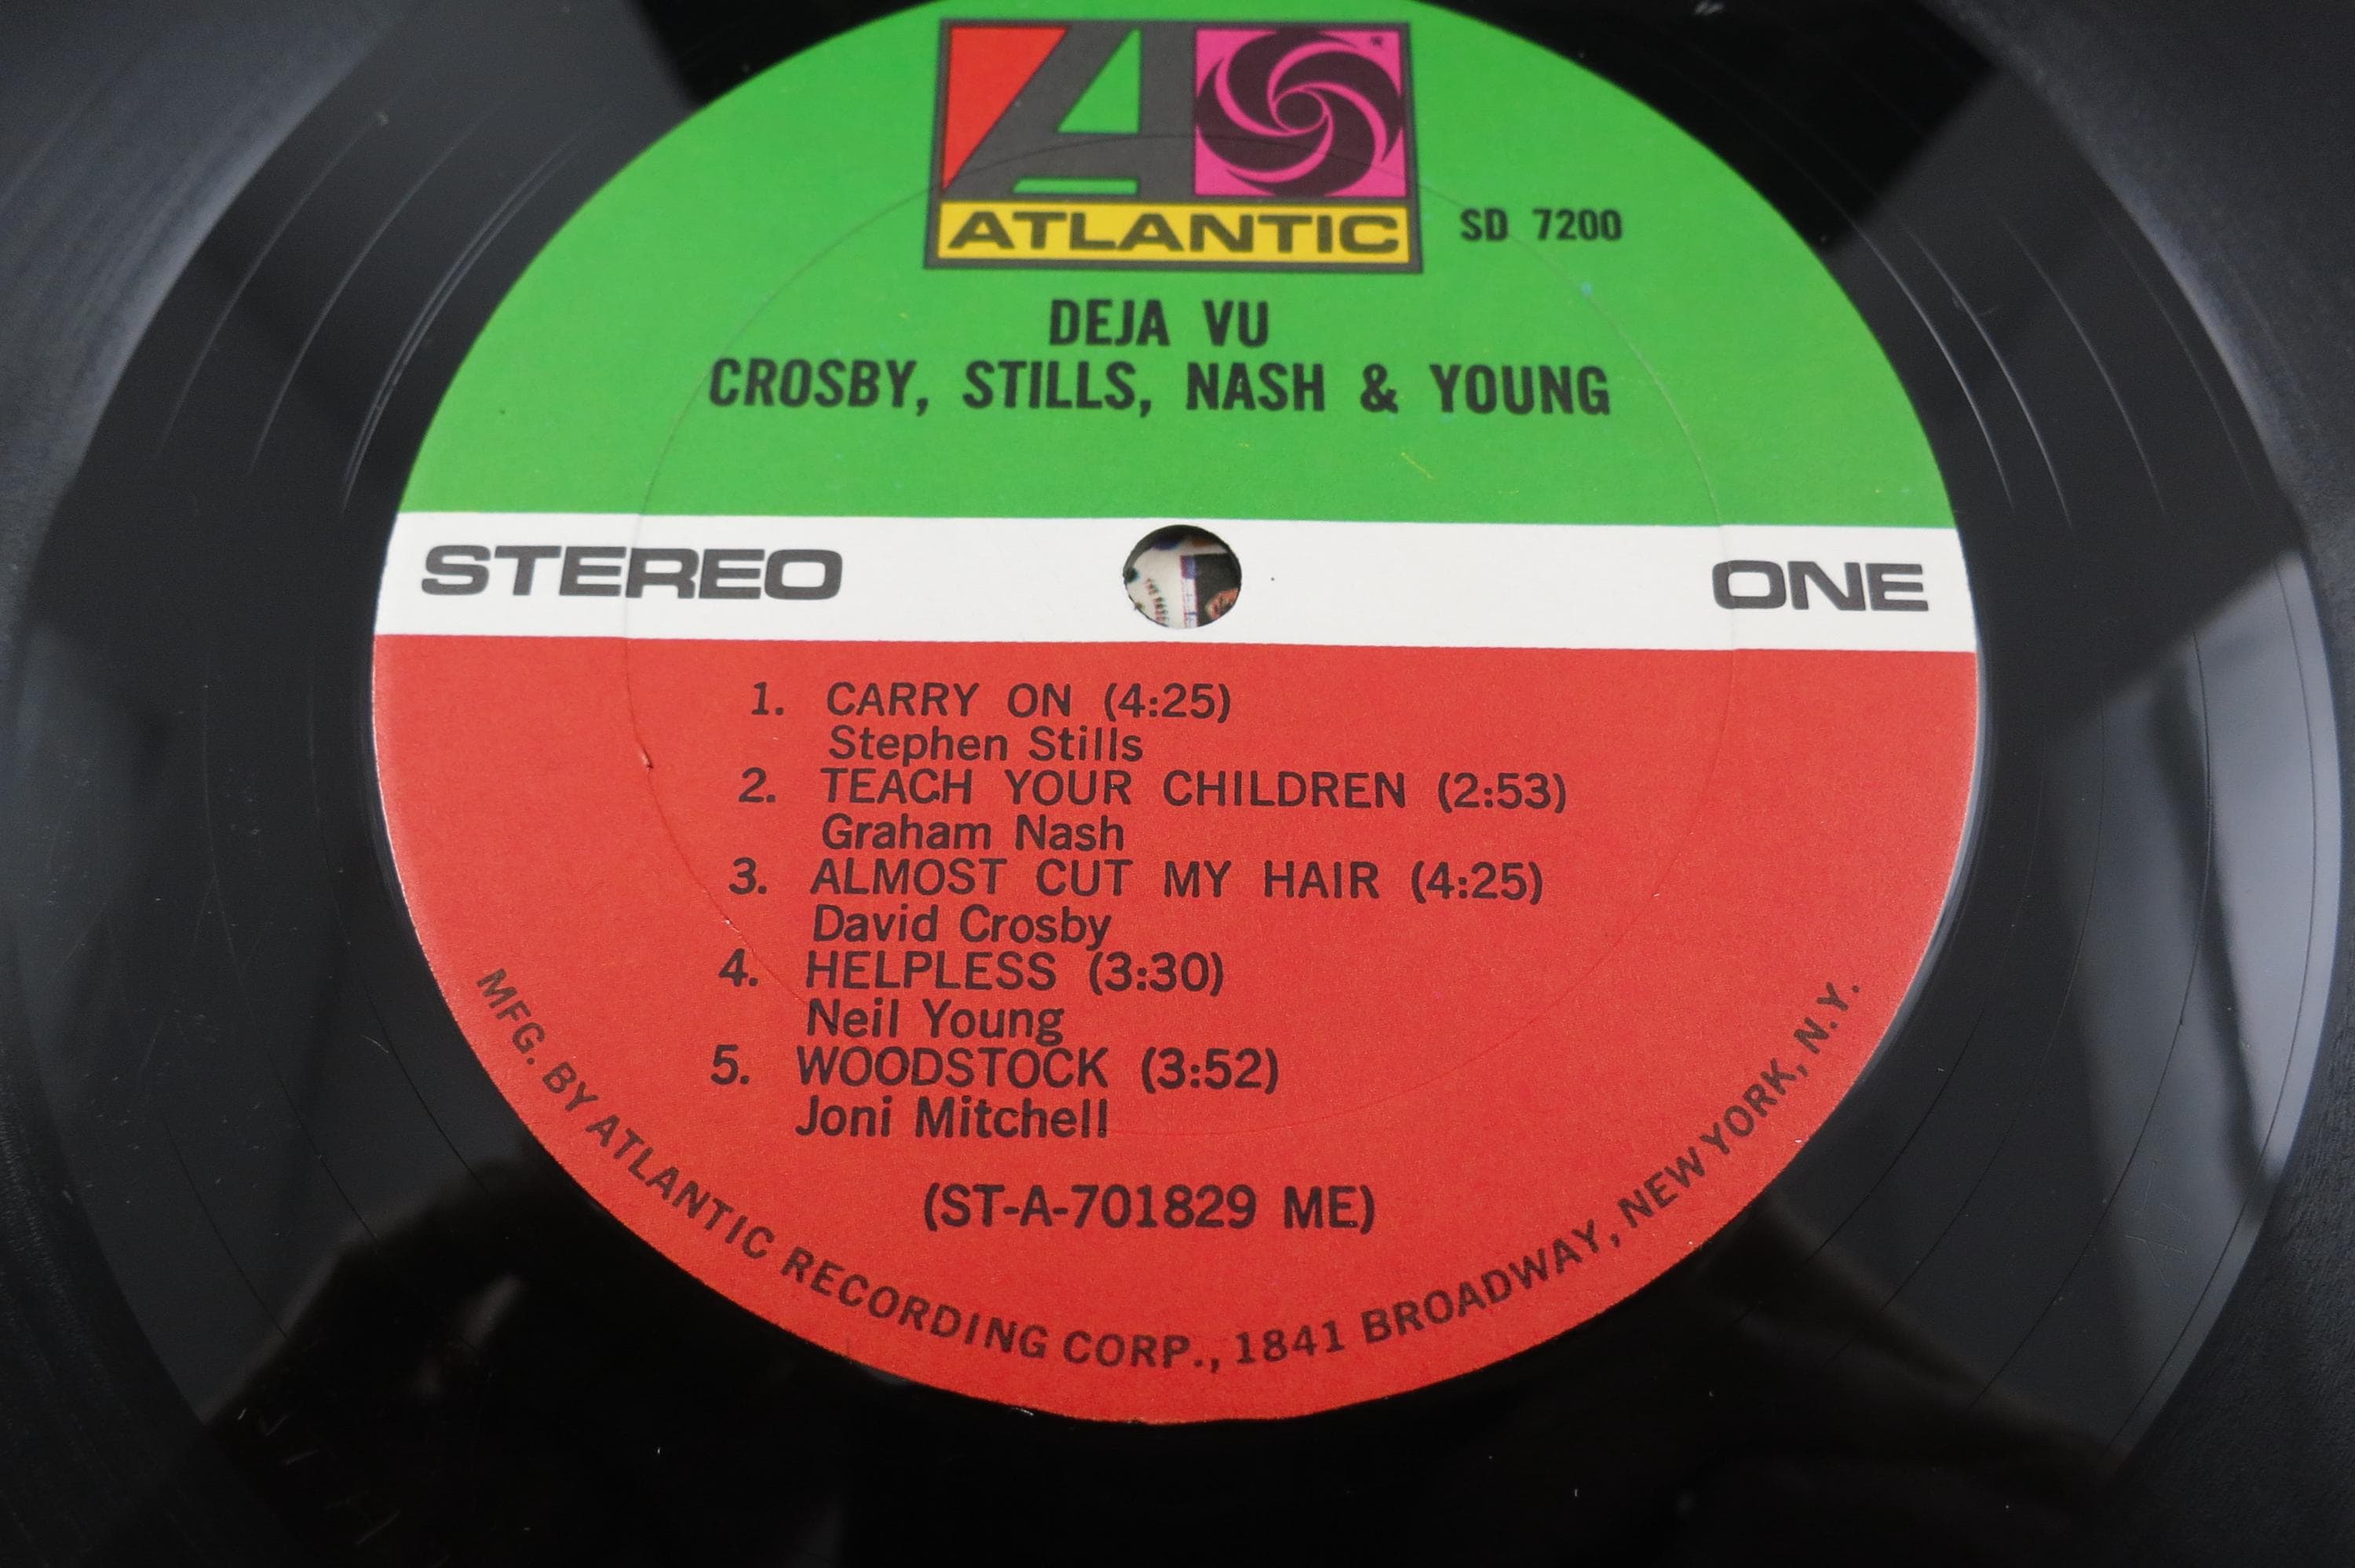 ATLANTIC
SD 7200
DEJA VU
CROSBY, STILLS, NASH & YOUNG
STEREO
ONE
1. CARRY ON (4:25)
Stephen Stills
2. TEACH YOUR CHILDREN (2:53)
Graham Nash
3. ALMOST CUT MY HAIR (4:25)
David Crosby
4. HELPLESS (3:30)
Neil Young
5. WOODSTOCK (3:52)
Joni Mitchell
(ST-A-701829 ME)
MFG. BY ATLANTIC RECORDING CORP., 1841 BROADWAY, NEW YORK, N.Y.